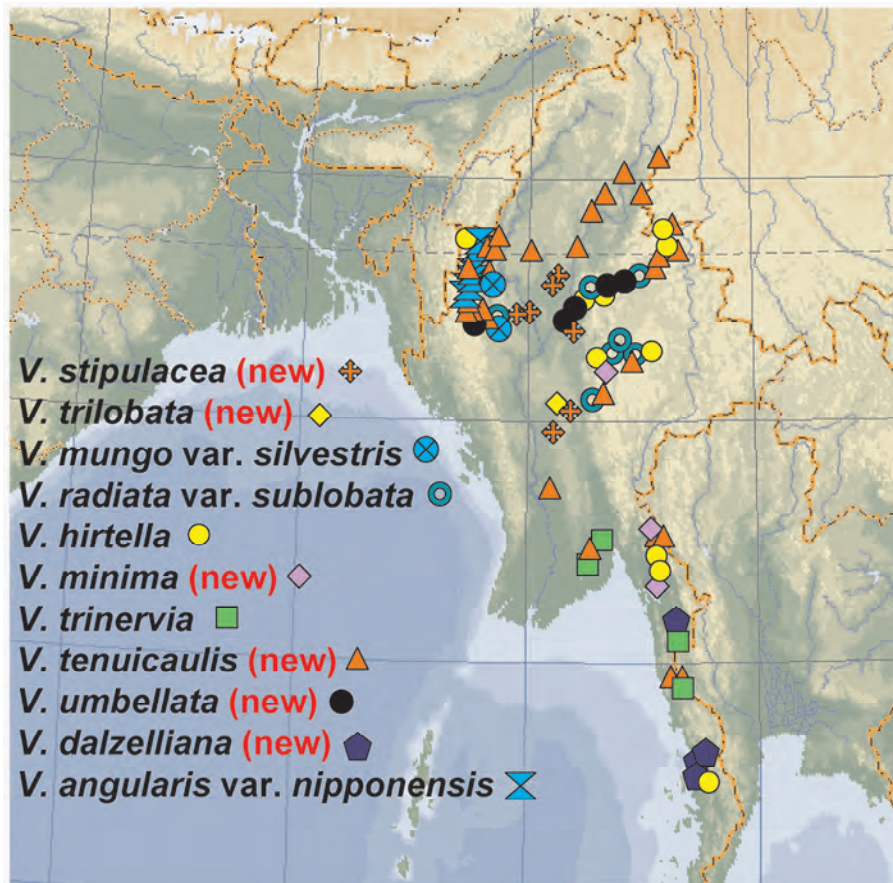 V. stipulacea (new)
V. trilobata (new)
V. mungo var. silvestris
V. radiata var. sublobata
V. hirtella
V. minima (new)
V. trinervia
V. tenuicaulis (new)
V. umbellata (new)
V. dalzelliana (new)
V. angularis var. nipponensis